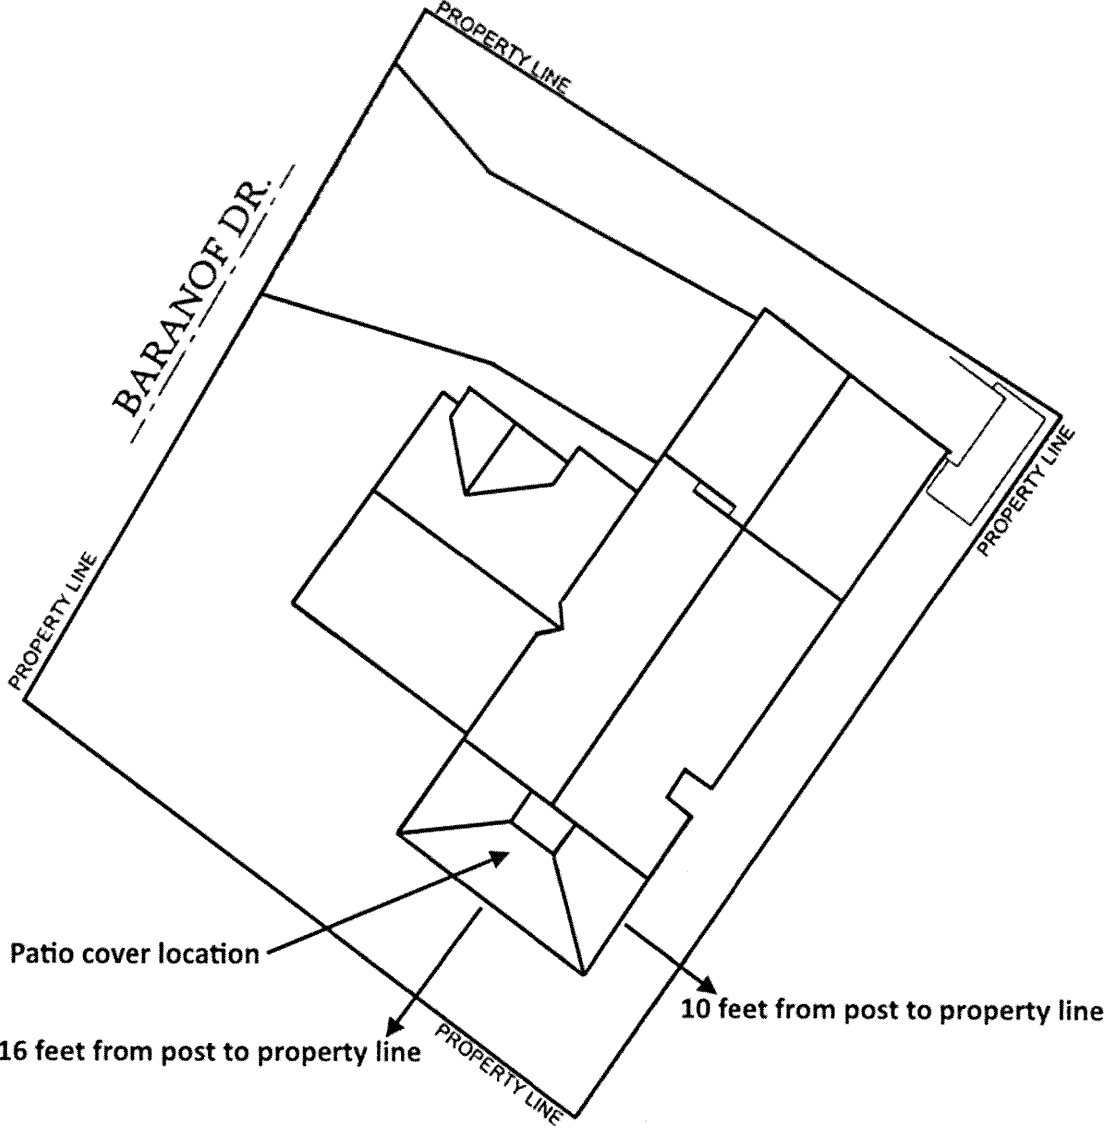 PROPERTY LINE
BARANOF DR.
PROPERTY LINE
PROPERTY LINE
Patio cover location
10 feet from post to property line
16 feet from post to property line
PROPERTY LINE